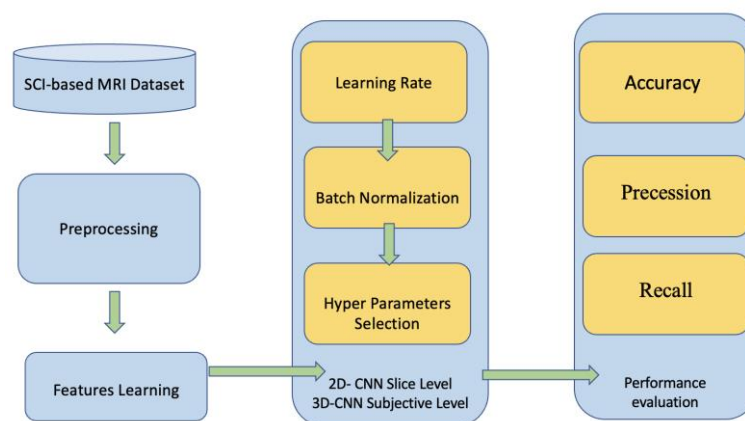 SCI-based MRI Dataset
Preprocessing
Features Learning
Learning Rate
Batch Normalization
Hyper Parameters
Selection
2D- CNN Slice Level
3D-CNN Subjective Level
Accuracy
Precession
Recall
Performance
evaluation